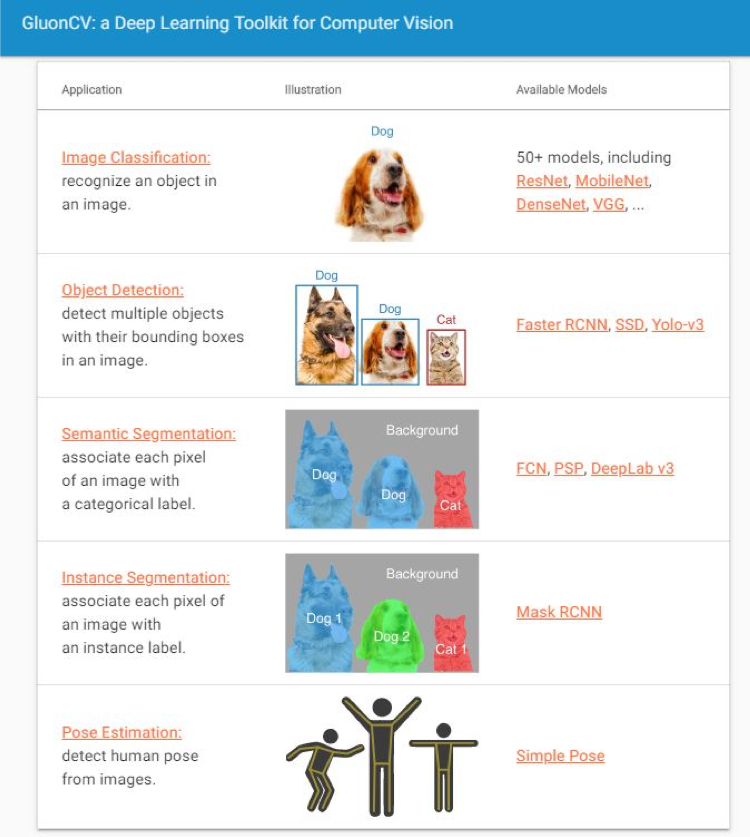 GluonCV: a Deep Learning Toolkit for Computer Vision
Application
Illustration
Available Models
Image Classification:
recognize an object in
an image.
Dog
50+ models, including
ResNet, MobileNet,
DenseNet, VGG, ...
Object Detection:
detect multiple objects
with their bounding boxes
in an image.
Dog
Dog
Cat
Faster RCNN, SSD, Yolo-v3
Semantic Segmentation:
associate each pixel
of an image with
a categorical label.
Background
Dog
Dog
Cat
FCN, PSP, DeepLab v3
Instance Segmentation:
associate each pixel of
an image with
an instance label.
Background
Dog 1
Dog 2
Cat 1
Mask RCNN
Pose Estimation:
detect human pose
from images.
Simple Pose